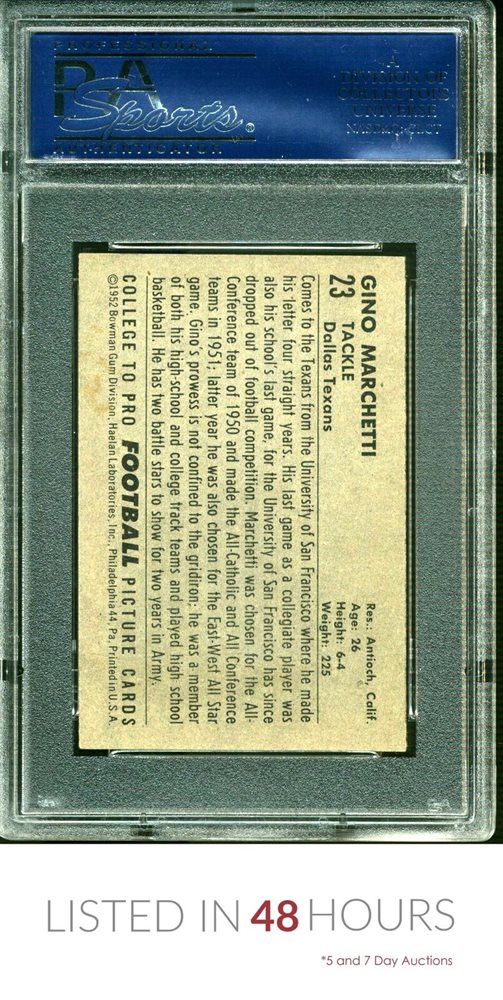 PROFESSIONAL
PSA
Sports®
AUTHENTICATOR
A
DIVISION OF
COLLECTORS
UNIVERSE
NASDAQ: CLCT
GINO MARCHETTI
23 TACKLE
Dallas Texans
Res.: Antioch, Calif.
Age: 26
Height: 6-4
Weight: 225
Comes to the Texans from the University of San Francisco where he made
his letter four straight years. His last game as a collegiate player was
also his school's last game, for the University of San Francisco has since
dropped out of football competition. Marchetti was chosen for the All-
Conference team of 1950 and made the All-Catholic and All Conference
teams in 1951; latter year he was also chosen for the East-West All Star
game. Gino's prowess is not confined to the gridiron: he was a member
of both his high-school and college track teams and played high school
basketball. He has two battle stars to show for two years in Army.
COLLEGE TO PRO FOOTBALL PICTURE CARDS
©1952 Bowman Gum Division, Haelan Laboratories, Inc., Philadelphia 44, Pa. Printed in U.S.A.
LISTED IN 48 HOURS
*5 and 7 Day Auctions